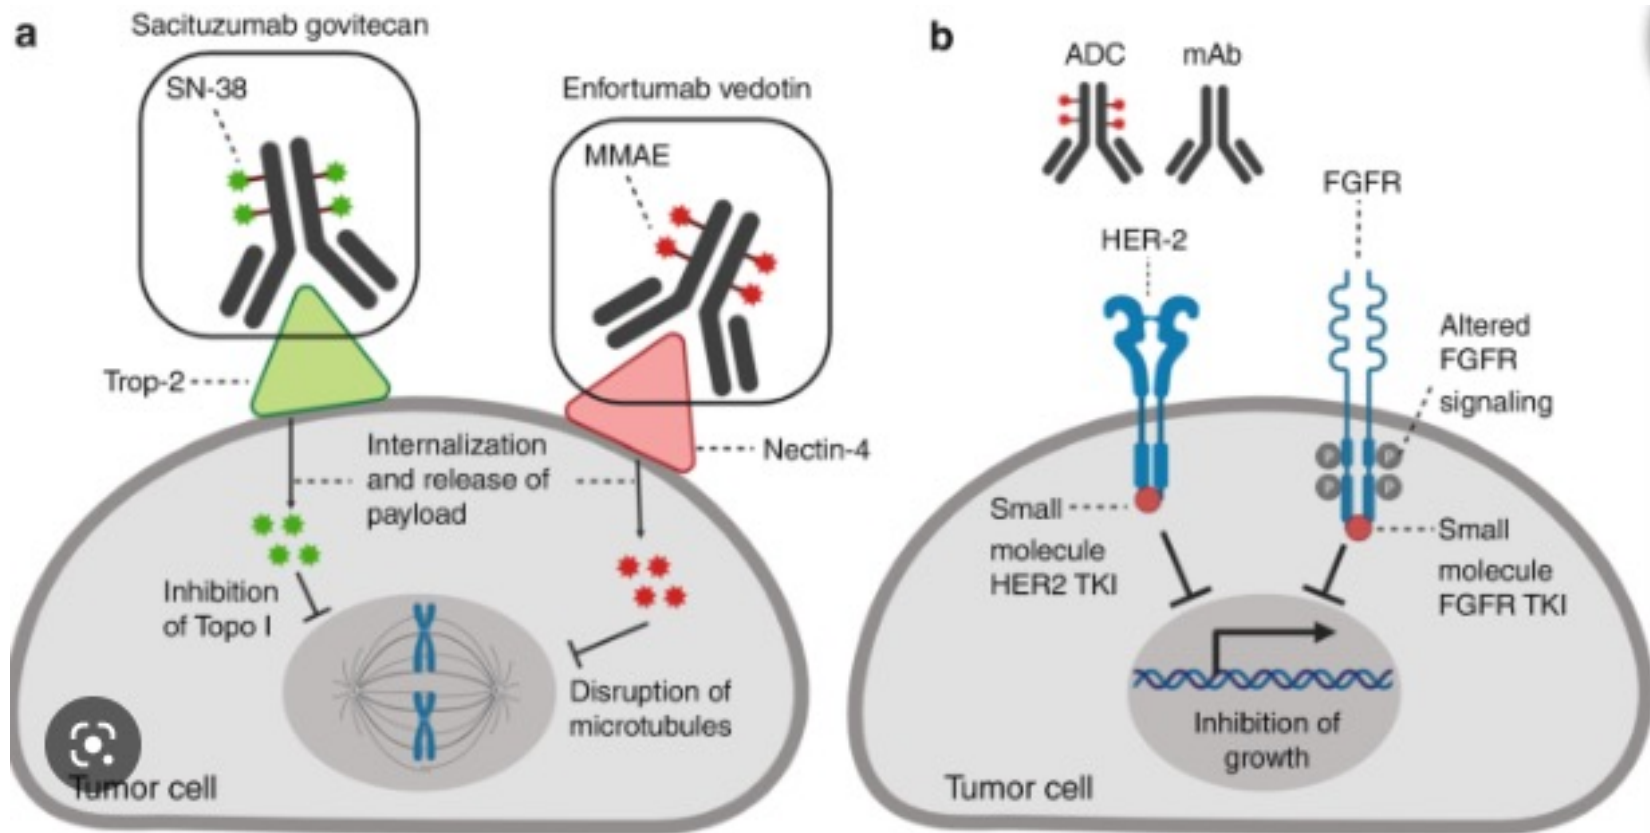 a
Sacituzumab govitecan
SN-38
Enfortumab vedotin
MMAE
Trop-2
Nectin-4
Internalization
and release of
payload
Inhibition
of Topo I
Disruption of
microtubules
Tumor cell
b
ADC
mAb
HER-2
FGFR
Altered
FGFR
signaling
P
P
P
P
Small
molecule
HER2 TKI
Small
molecule
FGFR TKI
Inhibition of
growth
Tumor cell